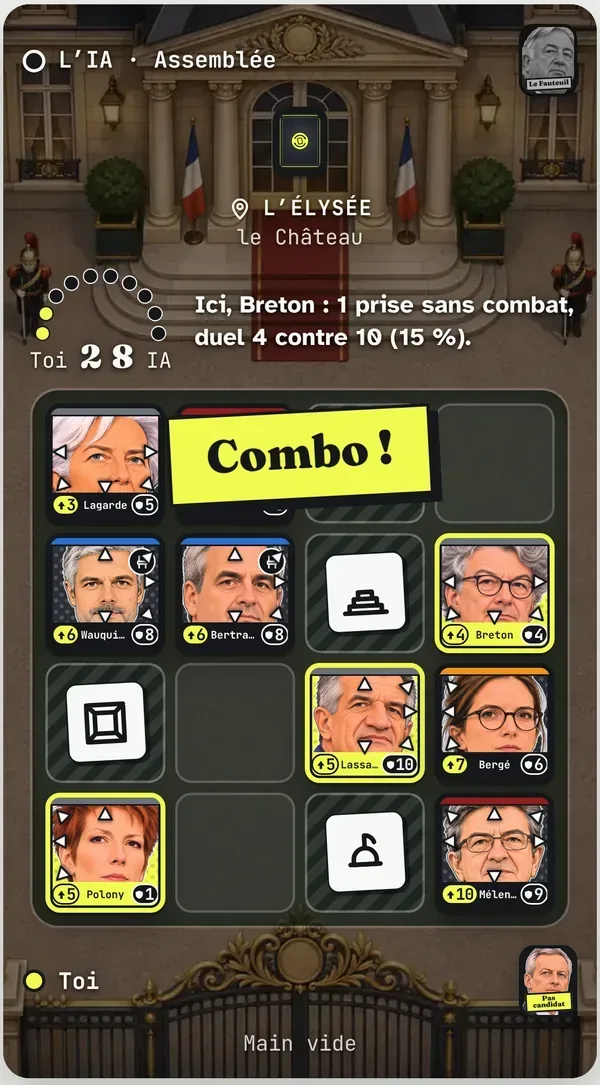 L'IA · Assemblée
Le Fauteuil
L'ÉLYSÉE
le Château
Ici, Breton : 1 prise sans combat,
duel 4 contre 10 (15 %).
Toi 2 8 IA
Combo !
3 Lagarde 5
6 Wauqui… 8
6 Bertra… 8
4 Breton 4
5 Lassa… 10
7 Bergé 6
5 Polony 1
10 Mélen… 9
Toi
Pas
candidat
Main vide